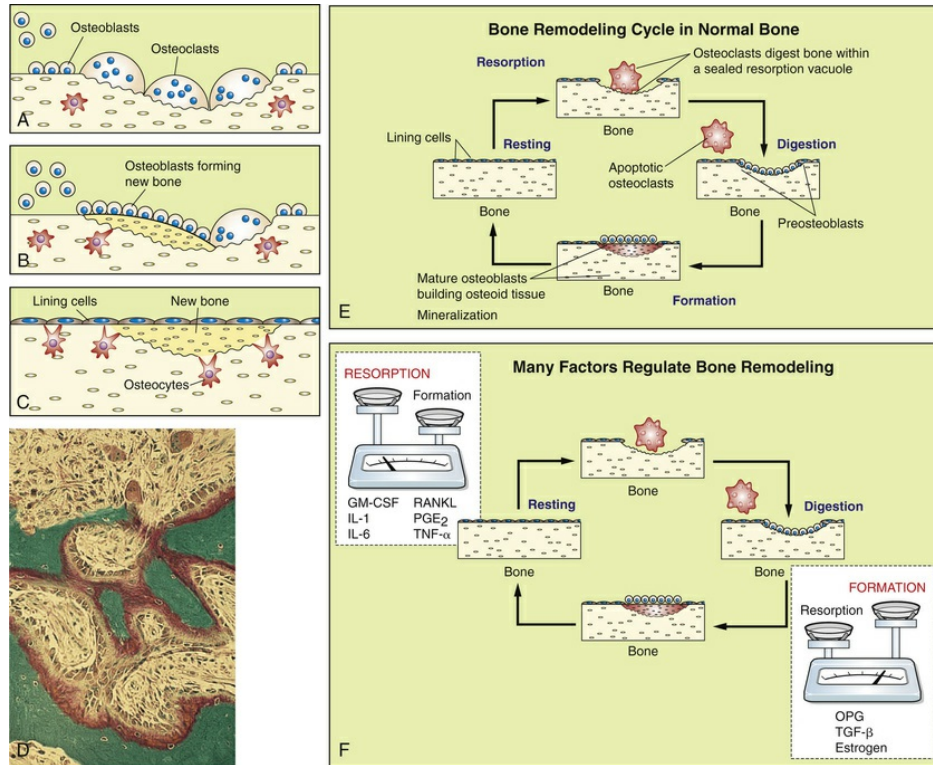 Osteoblasts
Osteoclasts
A
Osteoblasts forming
new bone
B
Lining cells
New bone
Osteocytes
C
D
Bone Remodeling Cycle in Normal Bone
Resorption
Osteoclasts digest bone within
a sealed resorption vacuole
Bone
Lining cells
Resting
Digestion
Apoptotic
osteoclasts
Bone
Bone
Preosteoblasts
Mature osteoblasts
building osteoid tissue
Bone
Mineralization
Formation
E
Many Factors Regulate Bone Remodeling
RESORPTION
Formation
GM-CSF RANKL
IL-1 PGE2
IL-6 TNF-α
Resting
Digestion
Bone
Bone
Bone
Bone
FORMATION
Resorption
OPG
TGF-β
Estrogen
F